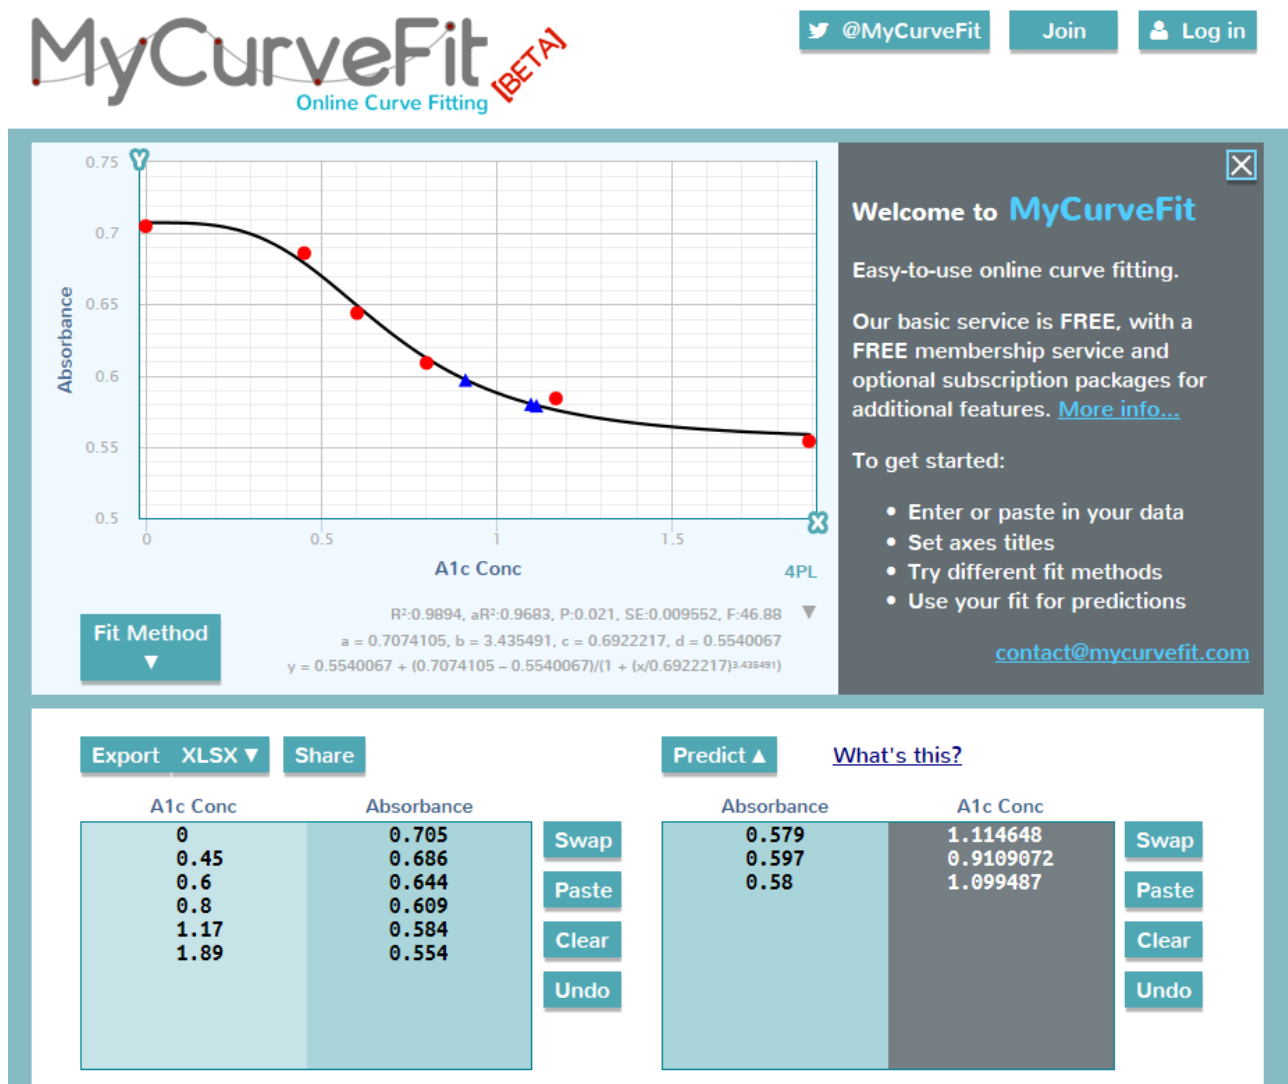 MyCurveFit [BETA]
Online Curve Fitting
@MyCurveFit
Join
Log in
Y
0.75
0.7
0.65
0.6
0.55
0.5
Absorbance
0
0.5
1
1.5
X
A1c Conc
4PL
Fit Method
▼
R²:0.9894, aR²:0.9683, P:0.021, SE:0.009552, F:46.88 ▼
a = 0.7074105, b = 3.435491, c = 0.6922217, d = 0.5540067
y = 0.5540067 + (0.7074105 – 0.5540067)/(1 + (x/0.6922217)^3.435491)
Welcome to MyCurveFit
Easy-to-use online curve fitting.
Our basic service is FREE, with a
FREE membership service and
optional subscription packages for
additional features. More info...
To get started:
• Enter or paste in your data
• Set axes titles
• Try different fit methods
• Use your fit for predictions
contact@mycurvefit.com
Export XLSX ▼ Share
A1c Conc Absorbance
0 0.705
0.45 0.686
0.6 0.644
0.8 0.609
1.17 0.584
1.89 0.554
Swap
Paste
Clear
Undo
Predict ▲ What's this?
Absorbance A1c Conc
0.579 1.114648
0.597 0.9109072
0.58 1.099487
Swap
Paste
Clear
Undo